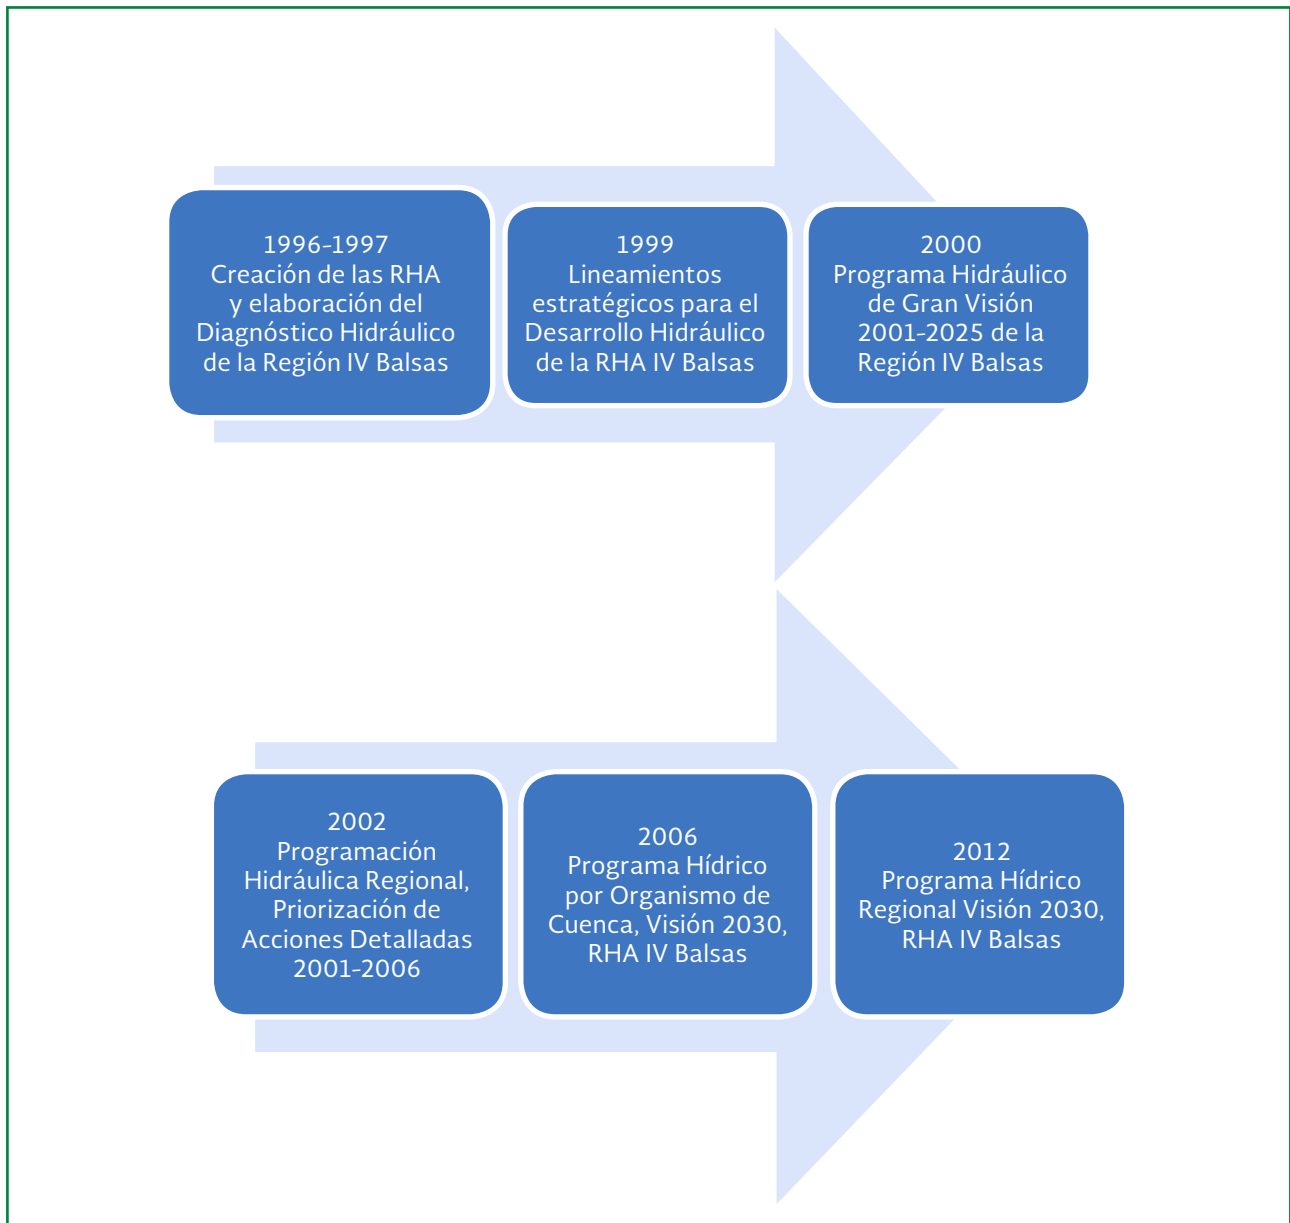 1996-1997
Creación de las RHA
y elaboración del
Diagnóstico Hidráulico
de la Región IV Balsas
1999
Lineamientos
estratégicos para el
Desarrollo Hidráulico
de la RHA IV Balsas
2000
Programa Hidráulico
de Gran Visión
2001-2025 de la
Región IV Balsas
2002
Programación
Hidráulica Regional,
Priorización de
Acciones Detalladas
2001-2006
2006
Programa Hídrico
por Organismo de
Cuenca, Visión 2030,
RHA IV Balsas
2012
Programa Hídrico
Regional Visión 2030,
RHA IV Balsas